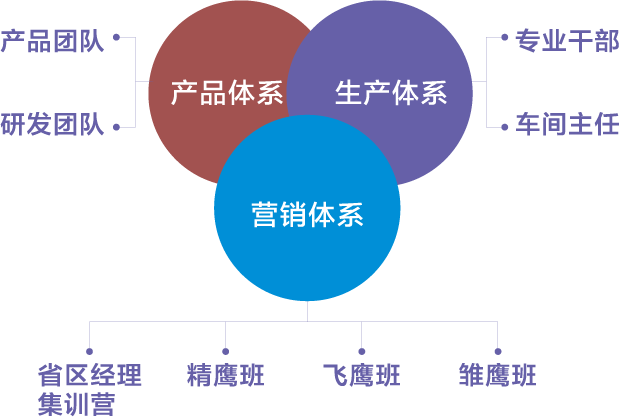 产品团队
研发团队
产品体系
生产体系
专业干部
车间主任
营销体系
省区经理
集训营
精鹰班
飞鹰班
雏鹰班